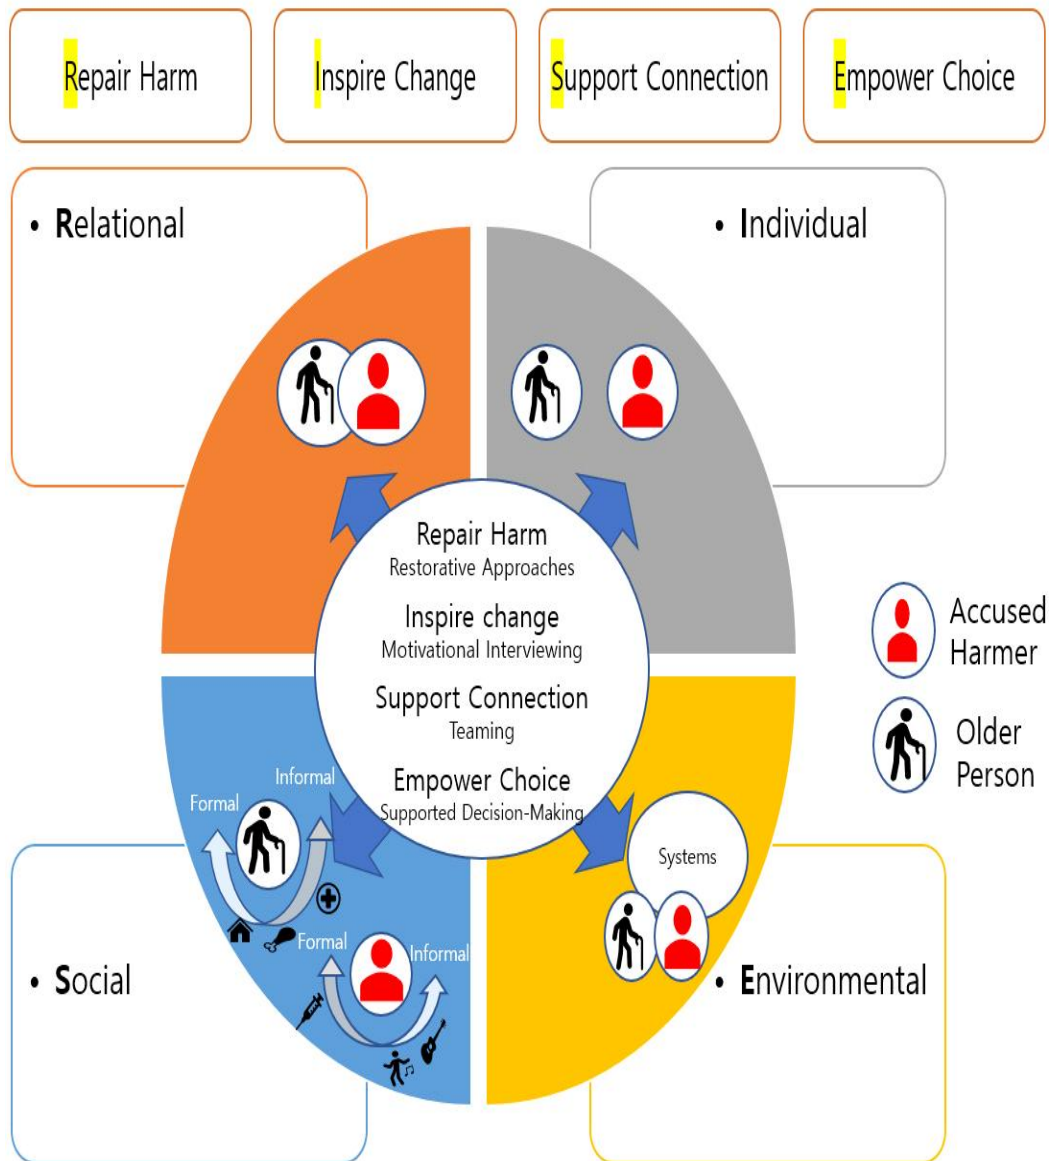 Repair Harm
Inspire Change
Support Connection
Empower Choice
• Relational
• Individual
Repair Harm
Restorative Approaches
Inspire change
Motivational Interviewing
Support Connection
Teaming
Empower Choice
Supported Decision-Making
Accused
Harmer
Older
Person
Informal
Formal
Formal
Informal
Systems
• Social
• Environmental